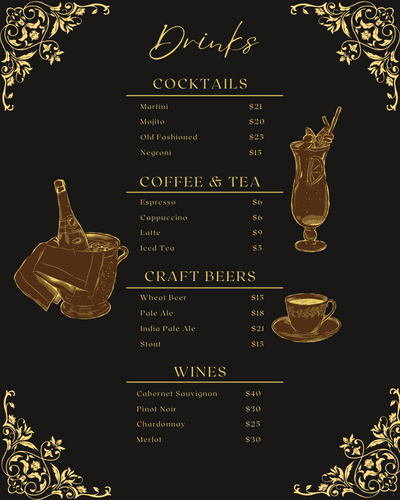 Drinks
COCKTAILS
Martini $21
Mojito $20
Old Fashioned $25
Negroni $15
COFFEE & TEA
Espresso $6
Cappuccino $6
Latte $9
Iced Tea $5
CRAFT BEERS
Wheat Beer $15
Pale Ale $18
India Pale Ale $21
Stout $15
WINES
Cabernet Sauvignon $40
Pinot Noir $30
Chardonnay $25
Merlot $30